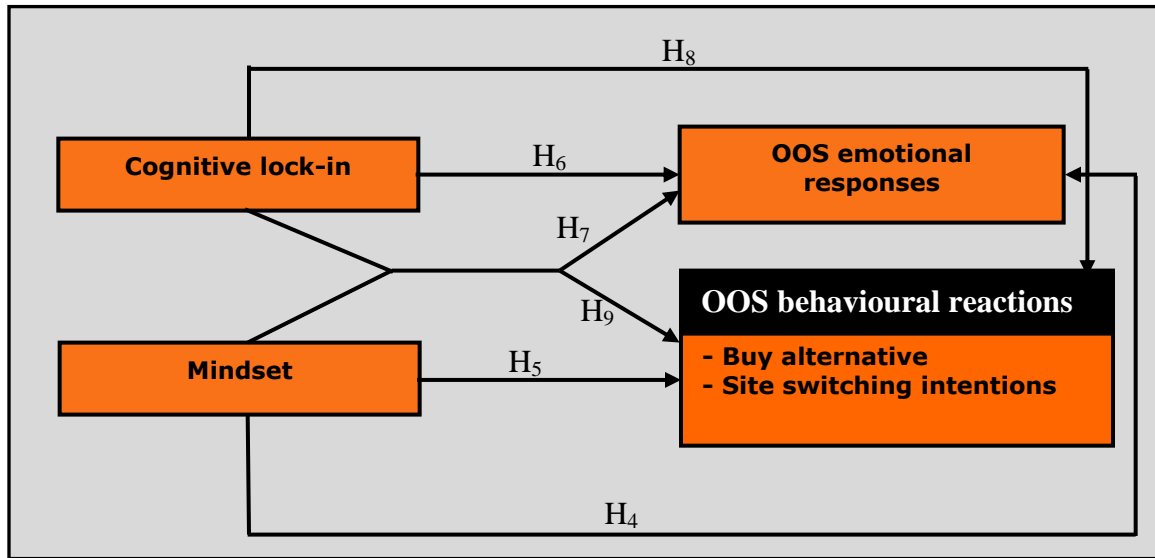 H₈
Cognitive lock-in
H₆
OOS emotional
responses
H₇
OOS behavioural reactions
H₉
- Buy alternative
- Site switching intentions
Mindset
H₅
H₄